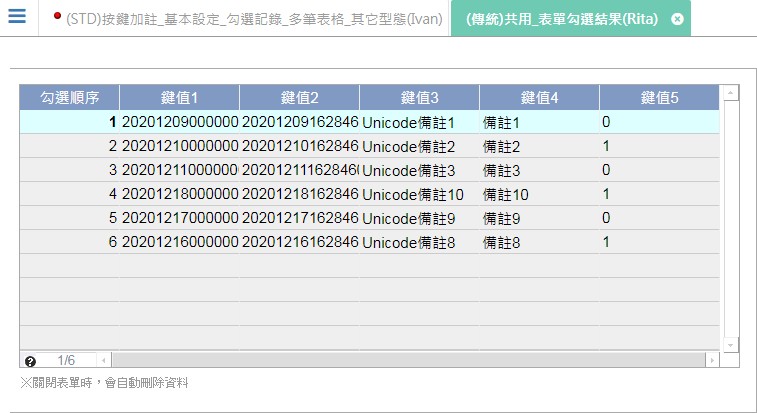 (STD)按鍵加註_基本設定_勾選記錄_多筆表格_其它型態(Ivan) (傳統)共用_表單勾選結果(Rita)
勾選順序 鍵值1 鍵值2 鍵值3 鍵值4 鍵值5
1 20201209000000 20201209162846 Unicode備註1 備註1 0
2 20201210000000 20201210162846 Unicode備註2 備註2 1
3 20201211000000 20201211162846 Unicode備註3 備註3 0
4 20201218000000 20201218162846 Unicode備註10 備註10 1
5 20201217000000 20201217162846 Unicode備註9 備註9 0
6 20201216000000 20201216162846 Unicode備註8 備註8 1
1/6
※關閉表單時，會自動刪除資料